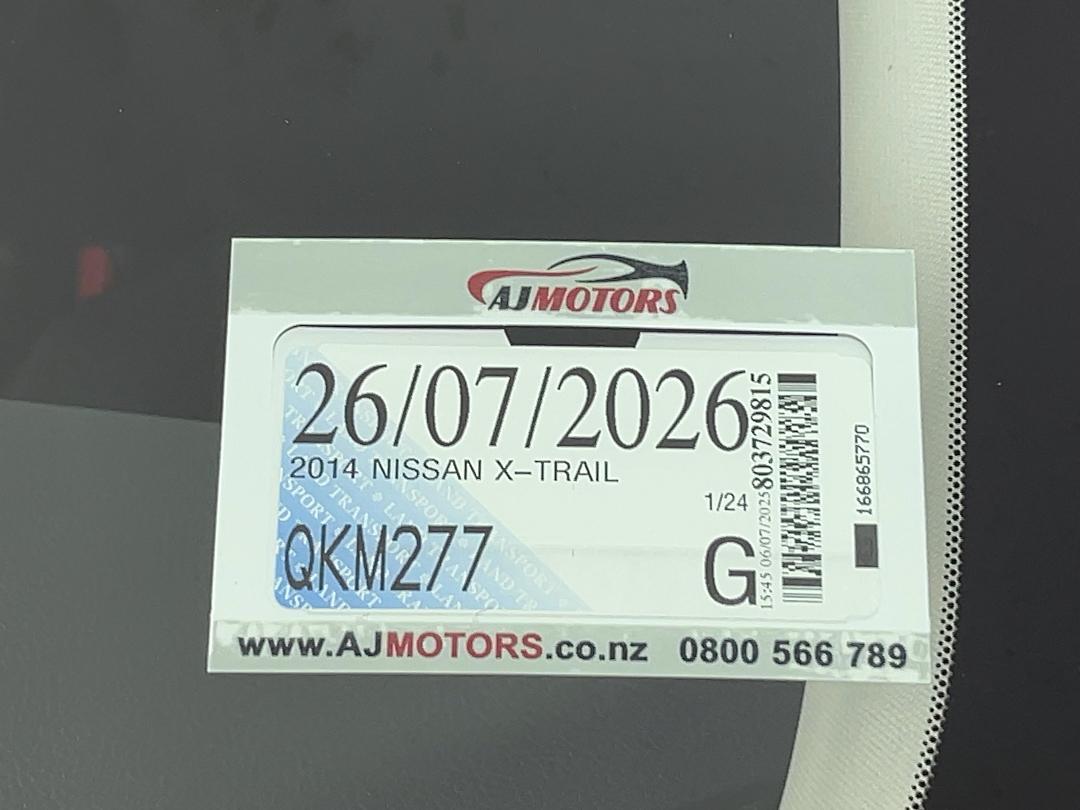 AJMOTORS
26/07/2026
2014 NISSAN X-TRAIL
1/24
QKM277
G
15:45 06/07/2025 803729815
166865770
www.AJMOTORS.co.nz 0800 566 789